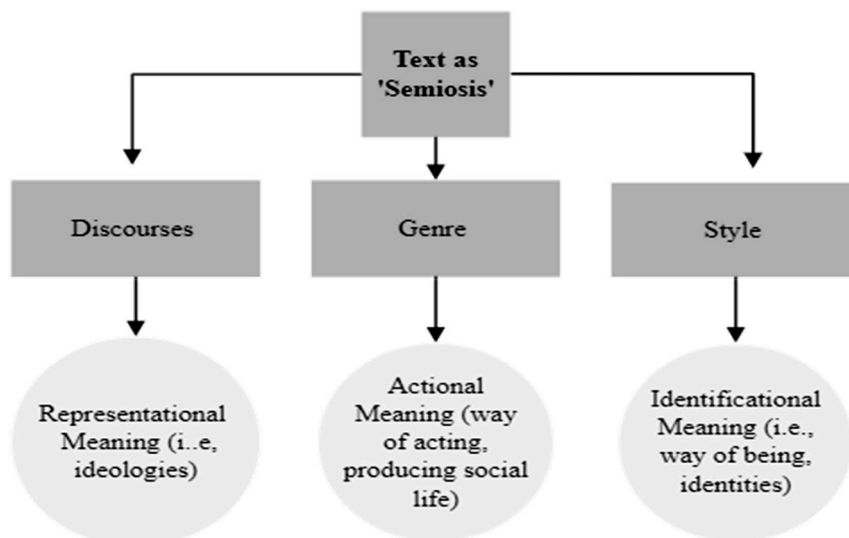 Text as
'Semiosis'
Discourses
Genre
Style
Representational
Meaning (i..e,
ideologies)
Actional
Meaning (way
of acting,
producing social
life)
Identificational
Meaning (i.e.,
way of being,
identities)